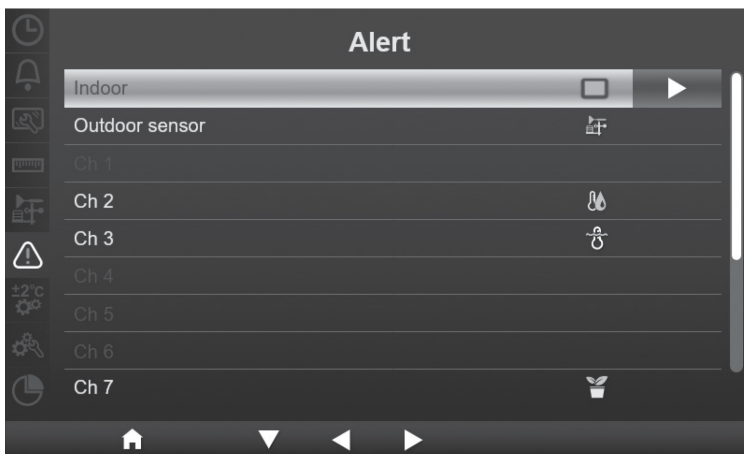 Alert
Indoor
Outdoor sensor
Ch 1
Ch 2
Ch 3
Ch 4
±2°C
Ch 5
Ch 6
Ch 7